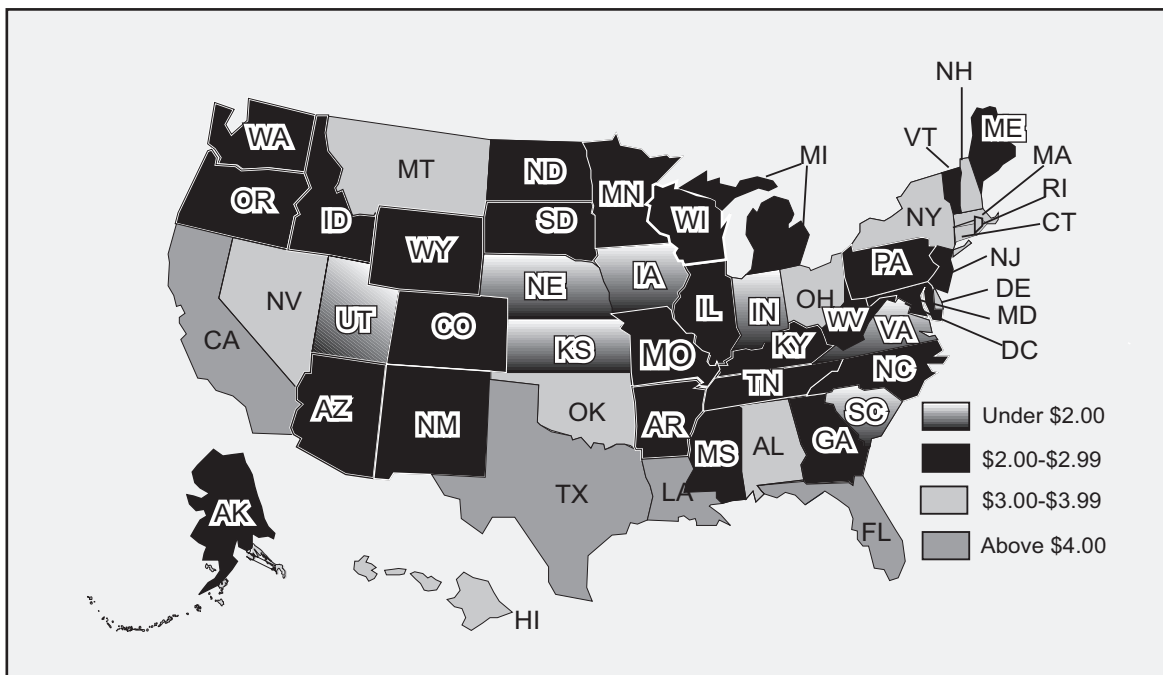 NH
ME
VT
MA
WA
MI
RI
MT
ND
MN
OR
ID
SD
WI
NY
CT
WY
PA
NJ
NE
IA
DE
NV
UT
CO
IL
IN
OH
WV
VA
MD
CA
KS
MO
KY
DC
NC
TN
AZ
NM
OK
AR
SC
Under $2.00
MS
AL
GA
$2.00-$2.99
TX
LA
$3.00-$3.99
AK
FL
Above $4.00
HI